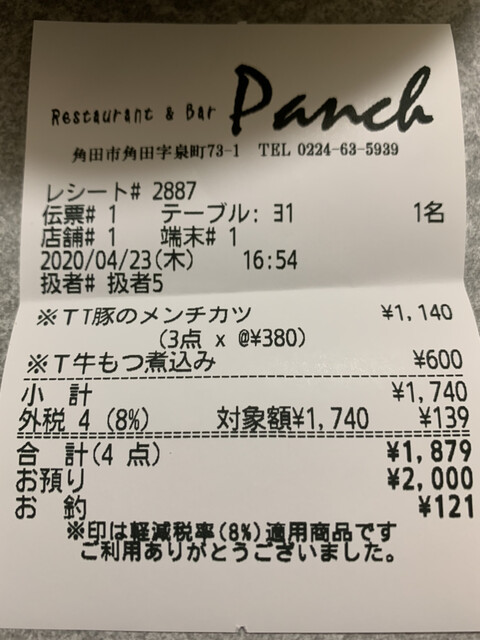 Restaurant & Bar Panch
角田市角田字泉町73-1 TEL 0224-63-5939
レシート# 2887
伝票# 1 テーブル: ヨ1 1名
店舗# 1 端末# 1
2020/04/23(木) 16:54
扱者# 扱者5
※TT豚のメンチカツ ¥1,140
(3点 x @¥380)
※T牛もつ煮込み ¥600
小 計 ¥1,740
外税 4 (8%) 対象額¥1,740 ¥139
合 計(4 点) ¥1,879
お預り ¥2,000
お 釣 ¥121
※印は軽減税率(8%)適用商品です
ご利用ありがとうございました。